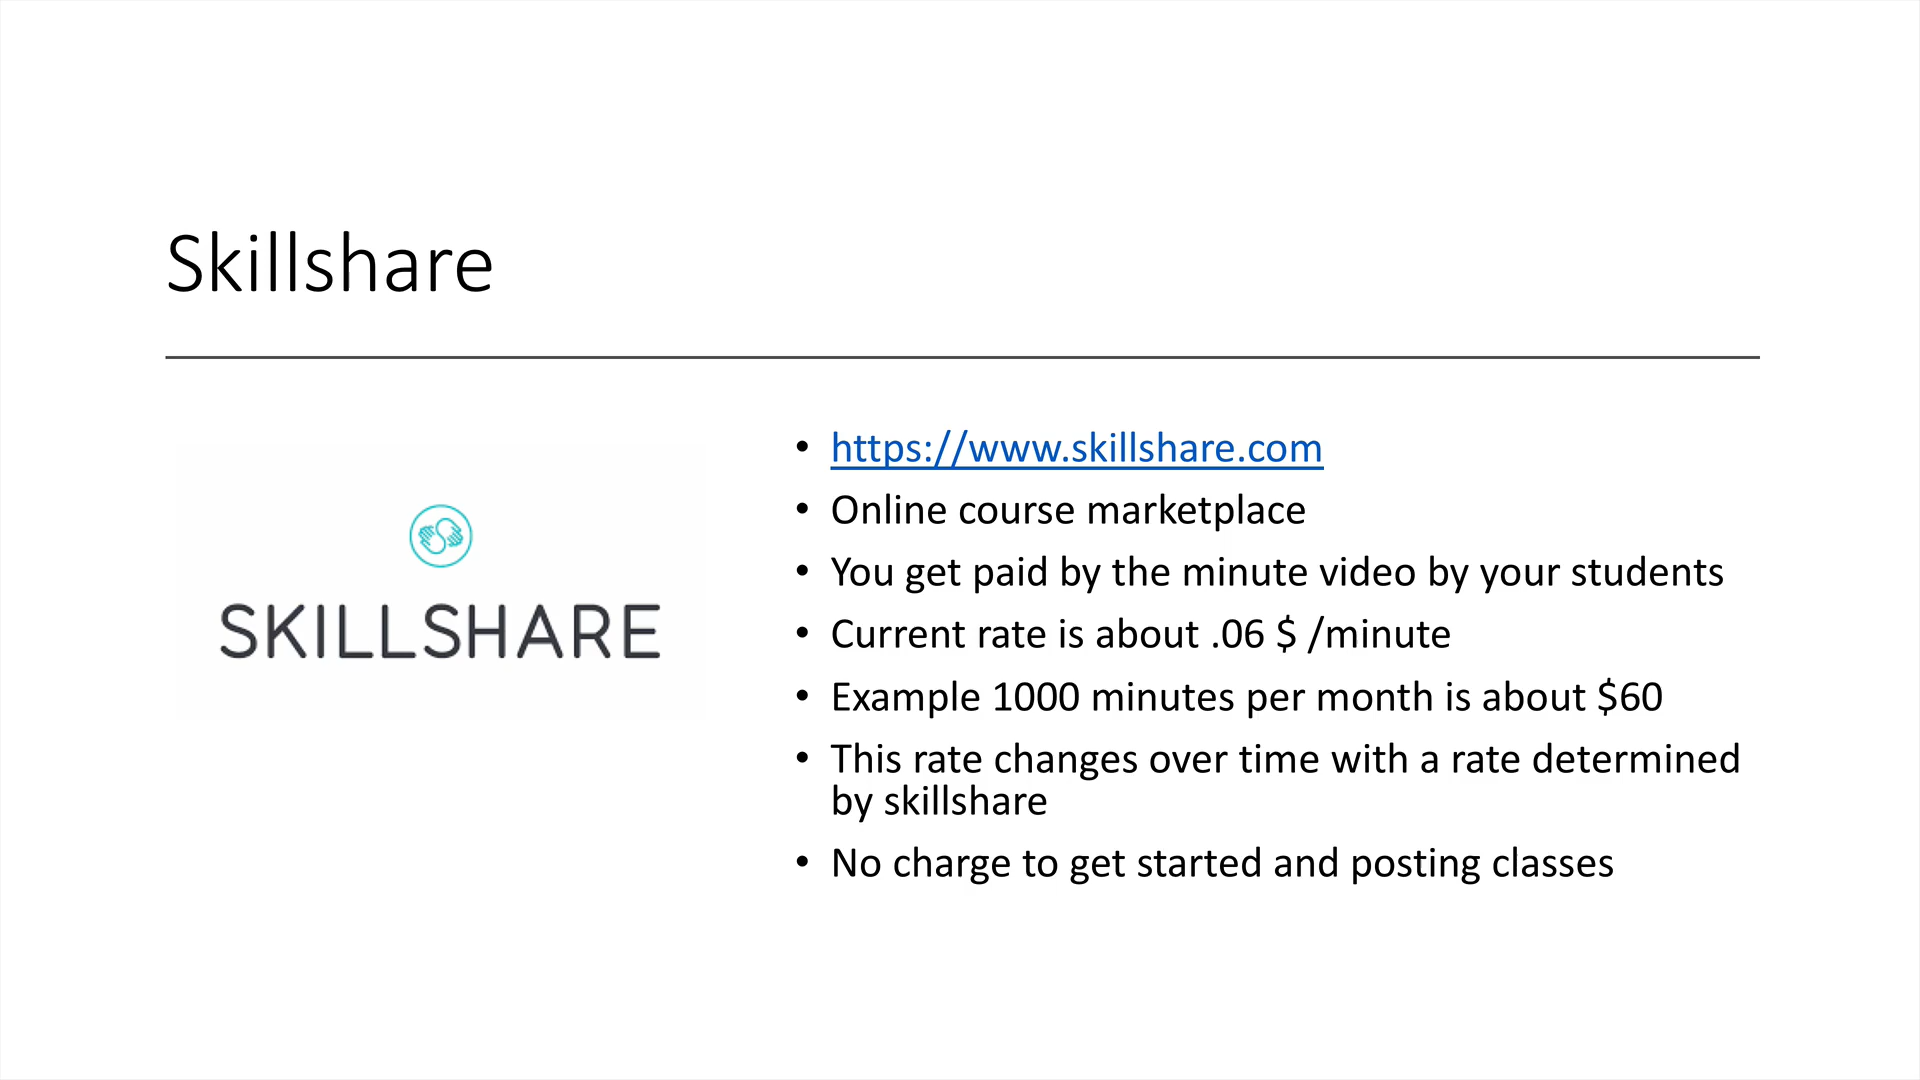 Skillshare
SKILLSHARE
• https://www.skillshare.com
• Online course marketplace
• You get paid by the minute video by your students
• Current rate is about .06 $ /minute
• Example 1000 minutes per month is about $60
• This rate changes over time with a rate determined
by skillshare
• No charge to get started and posting classes